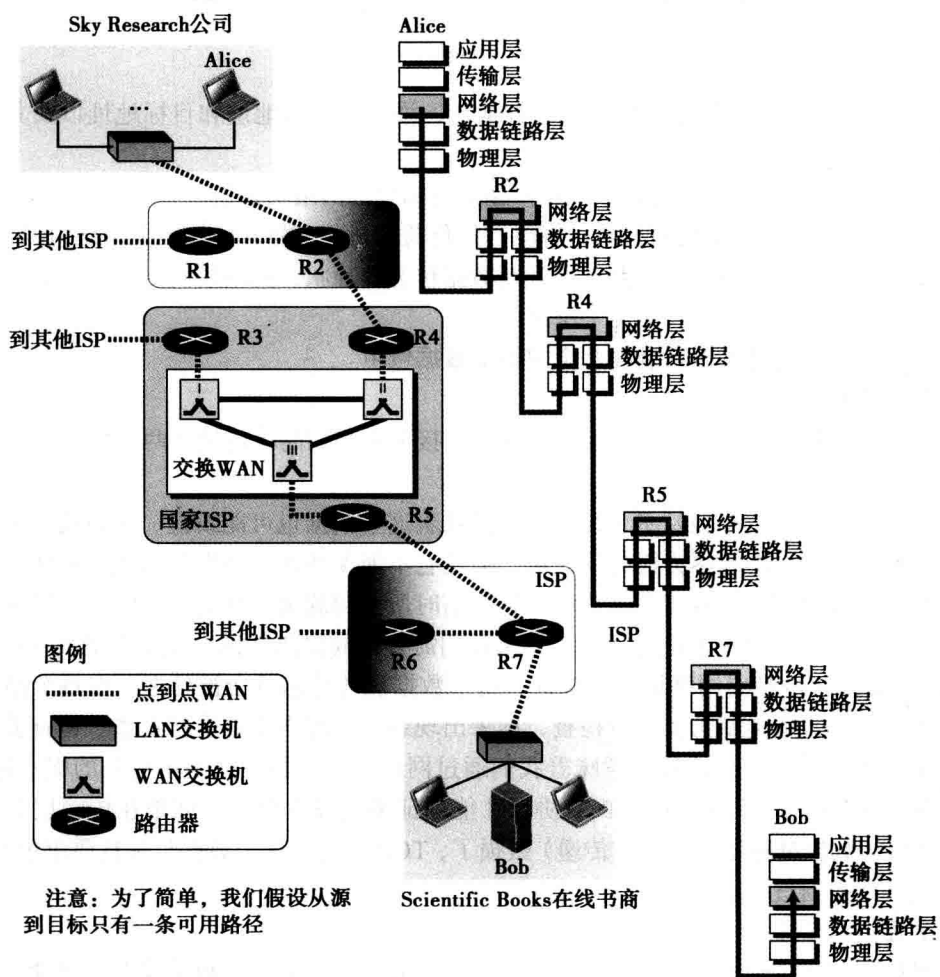 Sky Research公司
Alice
...
Alice
应用层
传输层
网络层
数据链路层
物理层
R2
网络层
数据链路层
物理层
到其他ISP
R1
R2
R4
网络层
数据链路层
物理层
到其他ISP
R3
R4
I
II
III
交换WAN
国家ISP
R5
R5
网络层
数据链路层
物理层
ISP
到其他ISP
R6
R7
ISP
R7
网络层
数据链路层
物理层
图例
点到点WAN
LAN交换机
WAN交换机
路由器
Bob
Scientific Books在线书商
Bob
应用层
传输层
网络层
数据链路层
物理层
注意：为了简单，我们假设从源
到目标只有一条可用路径